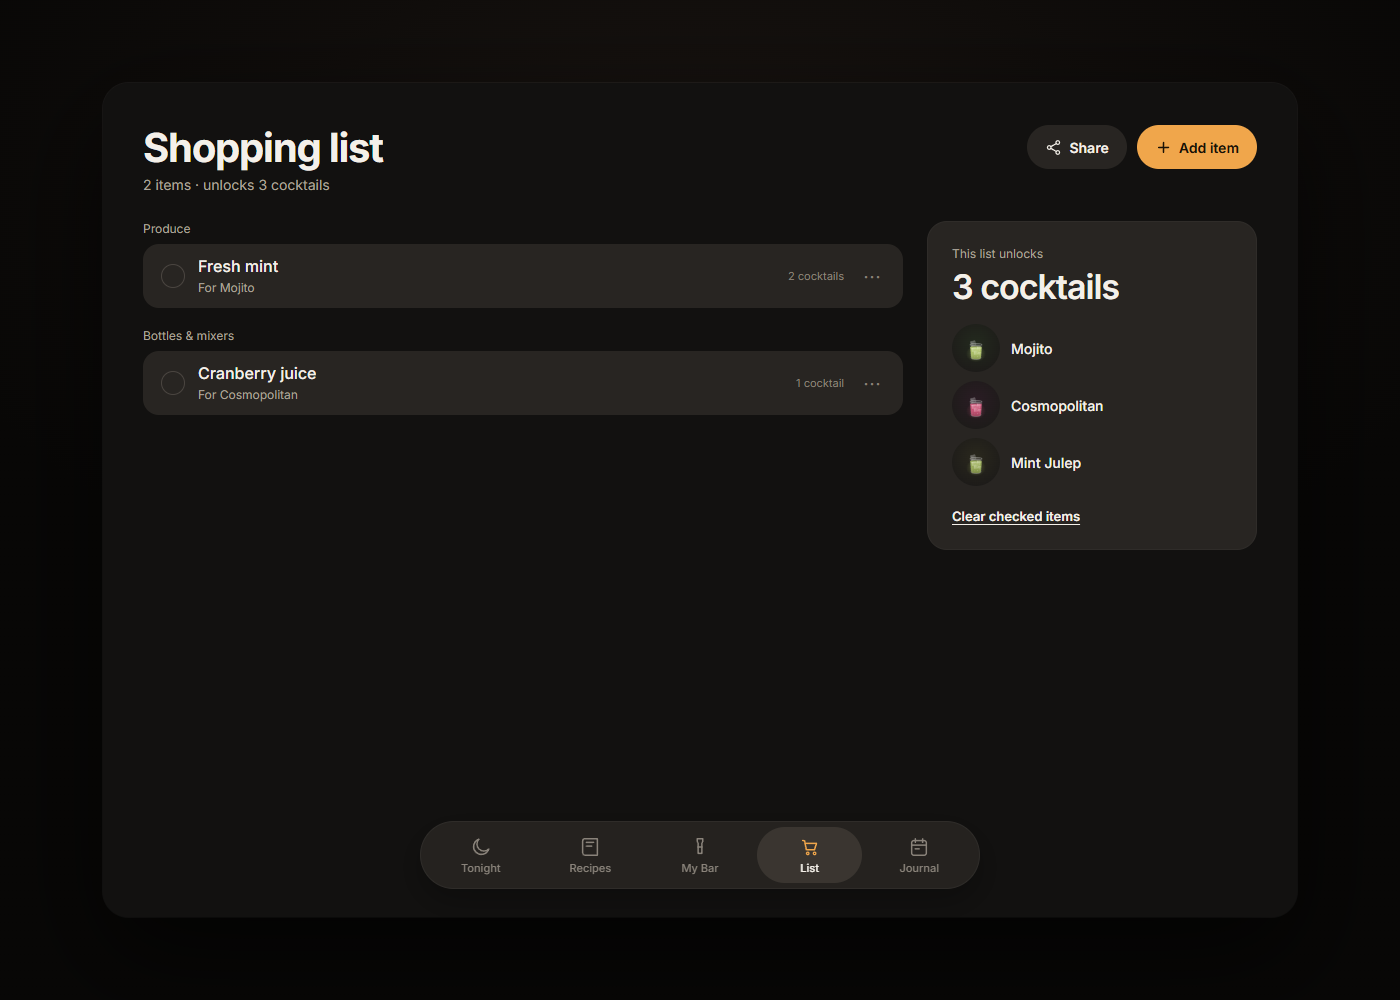 Shopping list
2 items · unlocks 3 cocktails
Share
Add item
Produce
Fresh mint
For Mojito
2 cocktails
Bottles & mixers
Cranberry juice
For Cosmopolitan
1 cocktail
This list unlocks
3 cocktails
Mojito
Cosmopolitan
Mint Julep
Clear checked items
Tonight
Recipes
My Bar
List
Journal